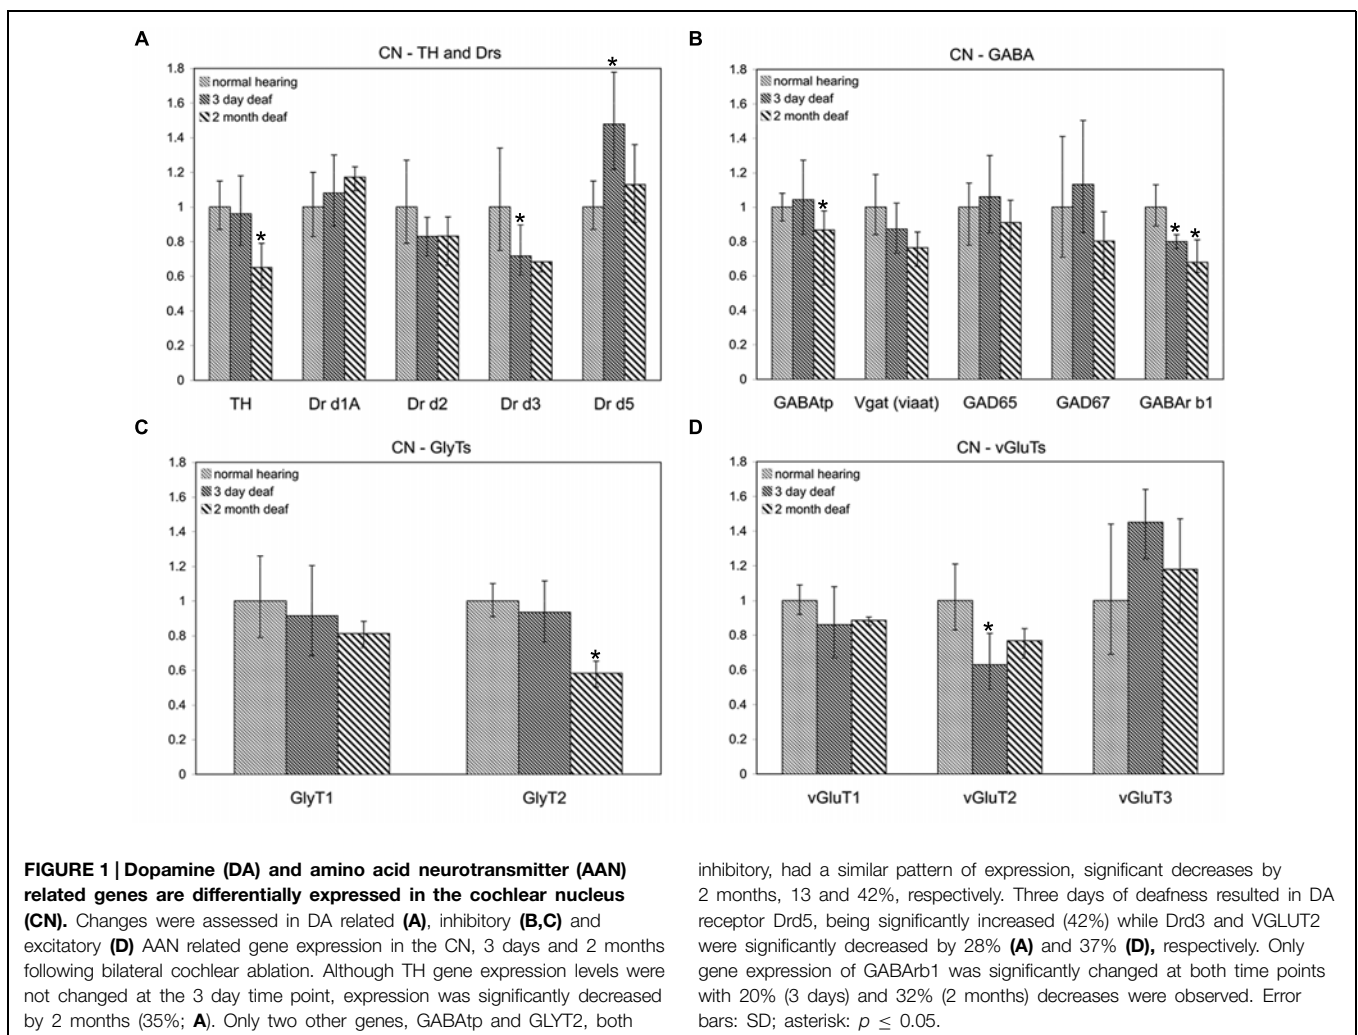 A
CN - TH and Drs
1.8
1.6
1.4
1.2
1
0.8
0.6
0.4
0.2
0
normal hearing
3 day deaf
2 month deaf
*
*
*
TH
Dr d1A
Dr d2
Dr d3
Dr d5
B
CN - GABA
1.8
1.6
1.4
1.2
1
0.8
0.6
0.4
0.2
0
normal hearing
3 day deaf
2 month deaf
*
*
*
GABAtp
Vgat (viaat)
GAD65
GAD67
GABAr b1
C
CN - GlyTs
1.8
1.6
1.4
1.2
1
0.8
0.6
0.4
0.2
0
normal hearing
3 day deaf
2 month deaf
*
GlyT1
GlyT2
D
CN - vGluTs
1.8
1.6
1.4
1.2
1
0.8
0.6
0.4
0.2
0
normal hearing
3 day deaf
2 month deaf
*
vGluT1
vGluT2
vGluT3
FIGURE 1 | Dopamine (DA) and amino acid neurotransmitter (AAN)
related genes are differentially expressed in the cochlear nucleus
(CN). Changes were assessed in DA related (A), inhibitory (B,C) and
excitatory (D) AAN related gene expression in the CN, 3 days and 2 months
following bilateral cochlear ablation. Although TH gene expression levels were
not changed at the 3 day time point, expression was significantly decreased
by 2 months (35%; A). Only two other genes, GABAtp and GLYT2, both
inhibitory, had a similar pattern of expression, significant decreases by
2 months, 13 and 42%, respectively. Three days of deafness resulted in DA
receptor Drd5, being significantly increased (42%) while Drd3 and VGLUT2
were significantly decreased by 28% (A) and 37% (D), respectively. Only
gene expression of GABArb1 was significantly changed at both time points
with 20% (3 days) and 32% (2 months) decreases were observed. Error
bars: SD; asterisk: p ≤ 0.05.